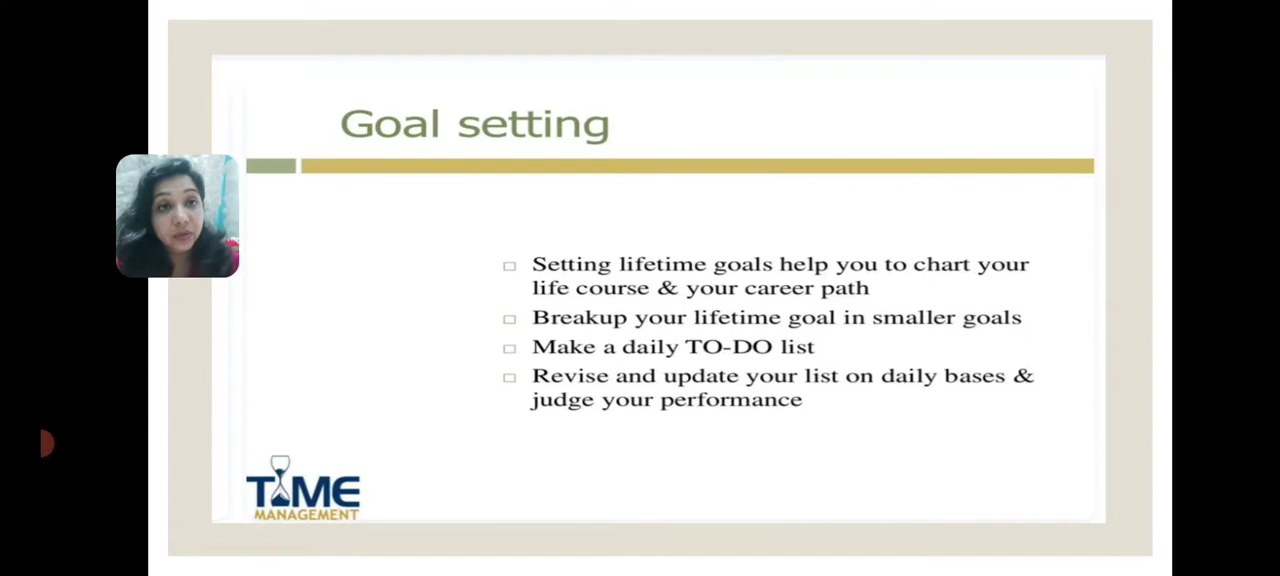 Goal setting
Setting lifetime goals help you to chart your
life course & your career path
Breakup your lifetime goal in smaller goals
Make a daily TO-DO list
Revise and update your list on daily bases &
judge your performance
TIME
MANAGEMENT